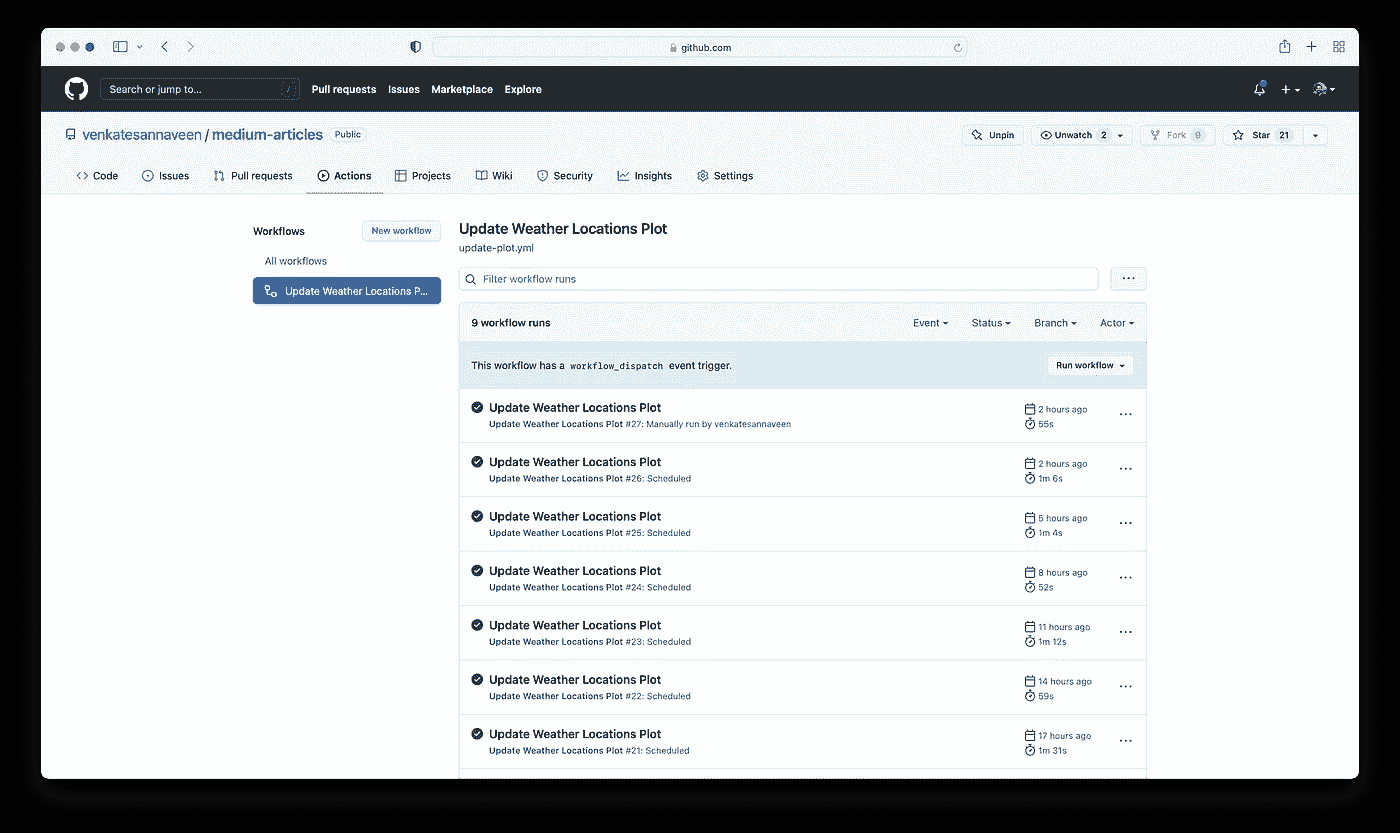 github.com
Search or jump to... /
Pull requests Issues Marketplace Explore
venkatesannaveen / medium-articles Public
Unpin Unwatch 2 Fork 9 Star 21
Code Issues Pull requests Actions Projects Wiki Security Insights Settings
Workflows
New workflow
All workflows
Update Weather Locations P...
Update Weather Locations Plot
update-plot.yml
Filter workflow runs
9 workflow runs
Event Status Branch Actor
This workflow has a workflow_dispatch event trigger.
Run workflow
Update Weather Locations Plot
Update Weather Locations Plot #27: Manually run by venkatesannaveen
2 hours ago
55s
Update Weather Locations Plot
Update Weather Locations Plot #26: Scheduled
2 hours ago
1m 6s
Update Weather Locations Plot
Update Weather Locations Plot #25: Scheduled
5 hours ago
1m 4s
Update Weather Locations Plot
Update Weather Locations Plot #24: Scheduled
8 hours ago
52s
Update Weather Locations Plot
Update Weather Locations Plot #23: Scheduled
11 hours ago
1m 12s
Update Weather Locations Plot
Update Weather Locations Plot #22: Scheduled
14 hours ago
59s
Update Weather Locations Plot
Update Weather Locations Plot #21: Scheduled
17 hours ago
1m 31s